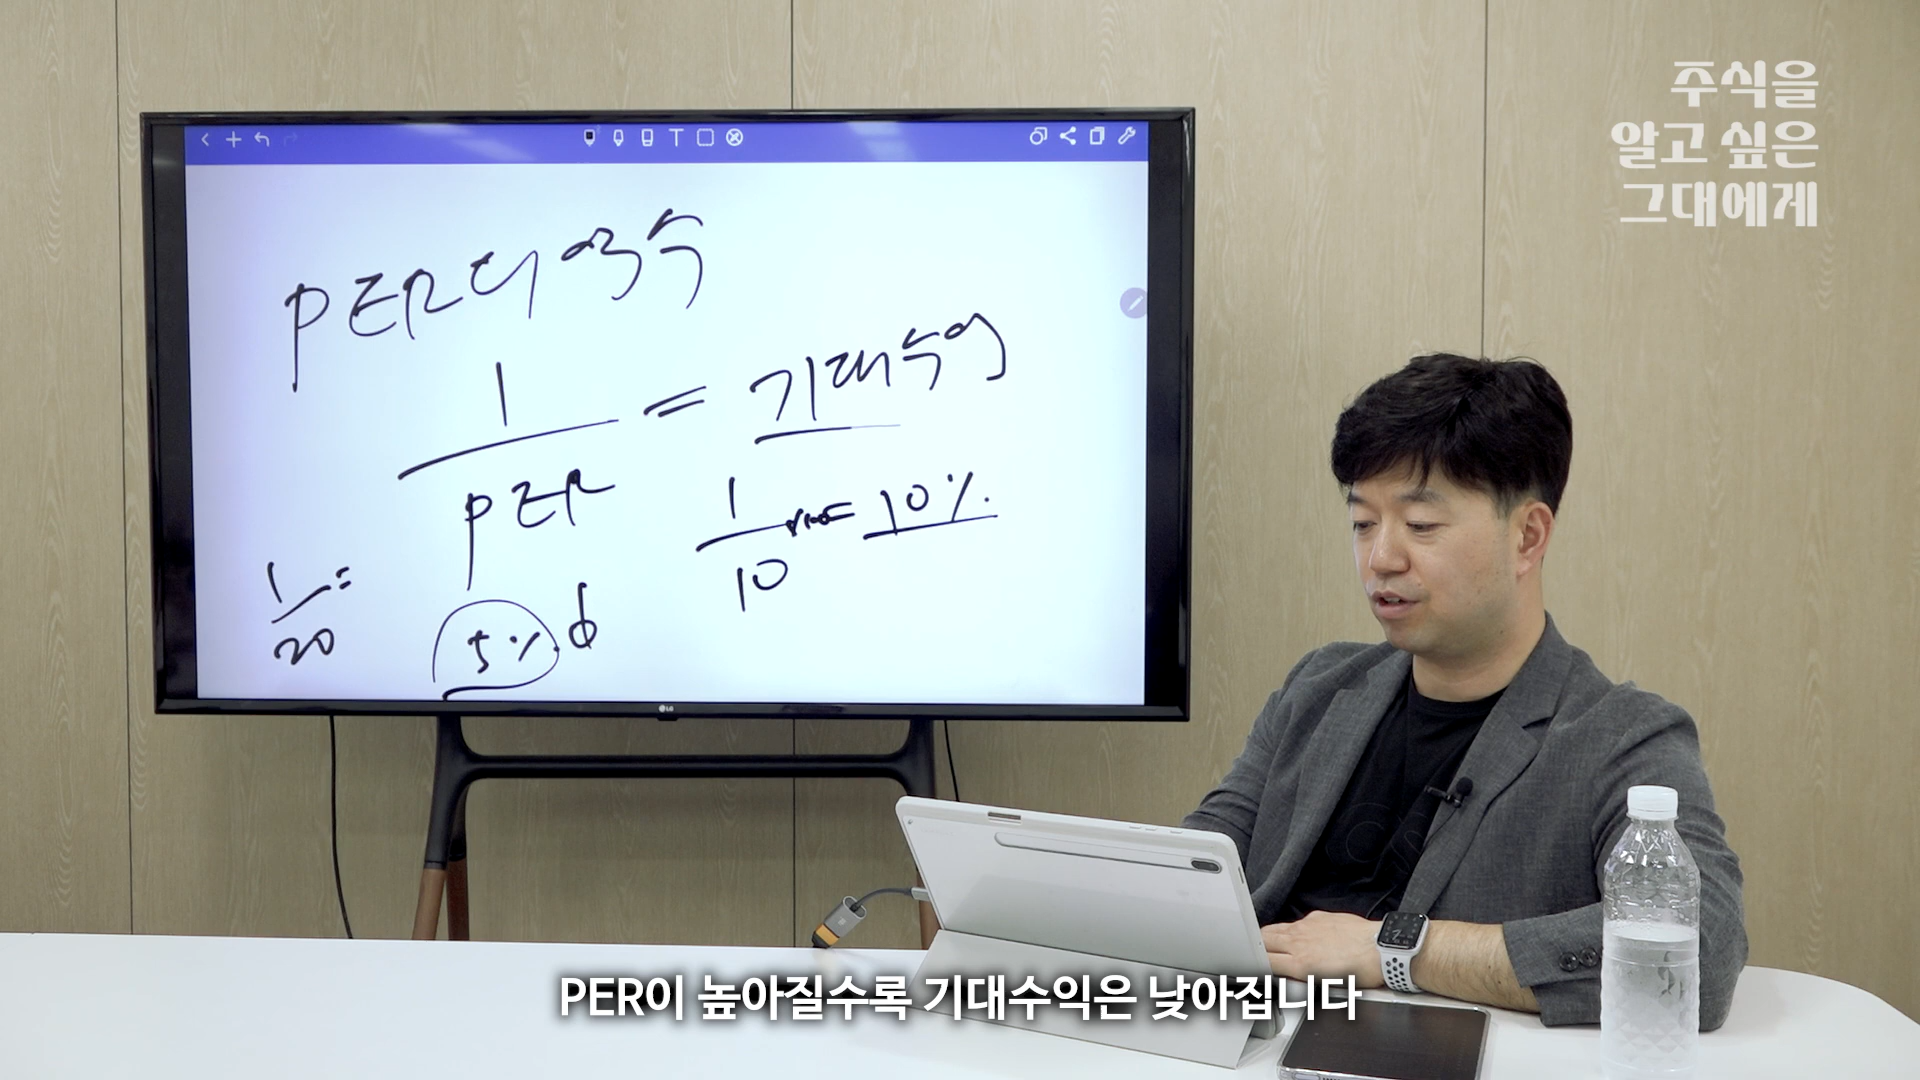 주식을
알고 싶은
그대에게
T
PER의 역수
1
PER
= 기대수익
1
10
= 10%.
1
20
=
5%.
LG
PER이 높아질수록 기대수익은 낮아집니다